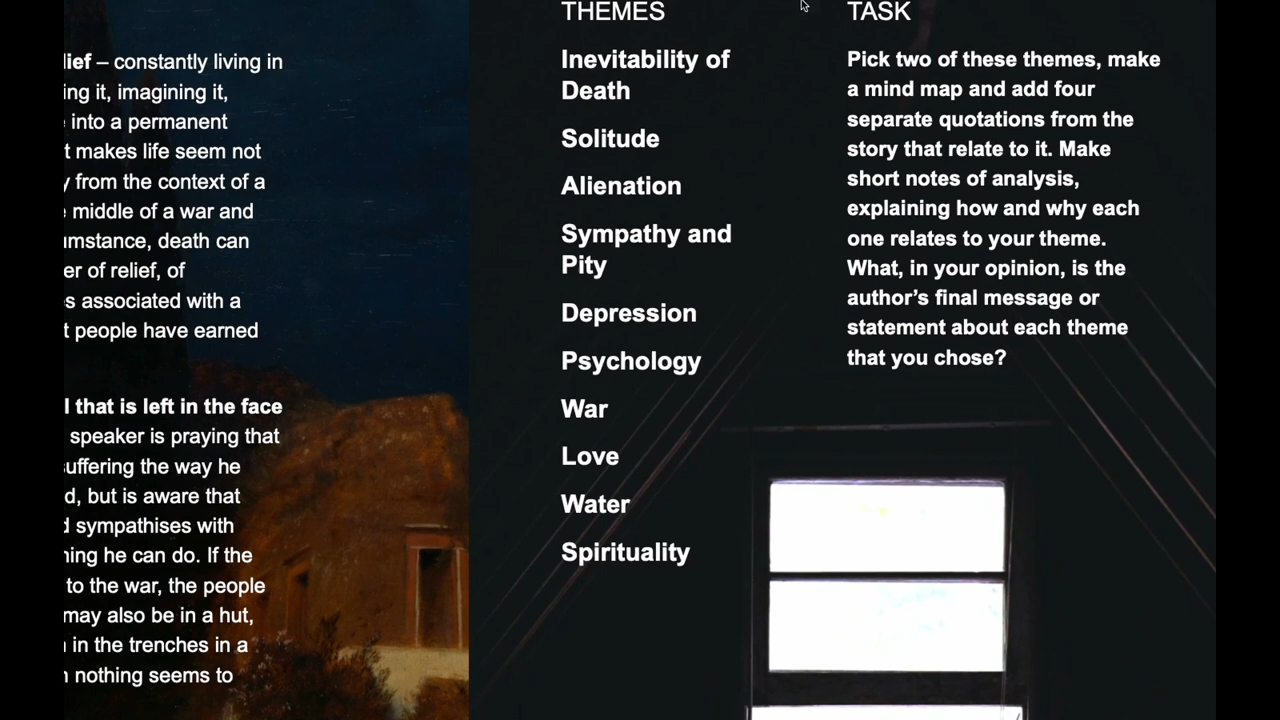 lief – constantly living in
ing it, imagining it,
into a permanent
t makes life seem not
y from the context of a
middle of a war and
umstance, death can
er of relief, of
s associated with a
t people have earned
l that is left in the face
speaker is praying that
suffering the way he
d, but is aware that
d sympathises with
ning he can do. If the
to the war, the people
may also be in a hut,
in the trenches in a
nothing seems to
THEMES
Inevitability of
Death
Solitude
Alienation
Sympathy and
Pity
Depression
Psychology
War
Love
Water
Spirituality
TASK
Pick two of these themes, make
a mind map and add four
separate quotations from the
story that relate to it. Make
short notes of analysis,
explaining how and why each
one relates to your theme.
What, in your opinion, is the
author’s final message or
statement about each theme
that you chose?